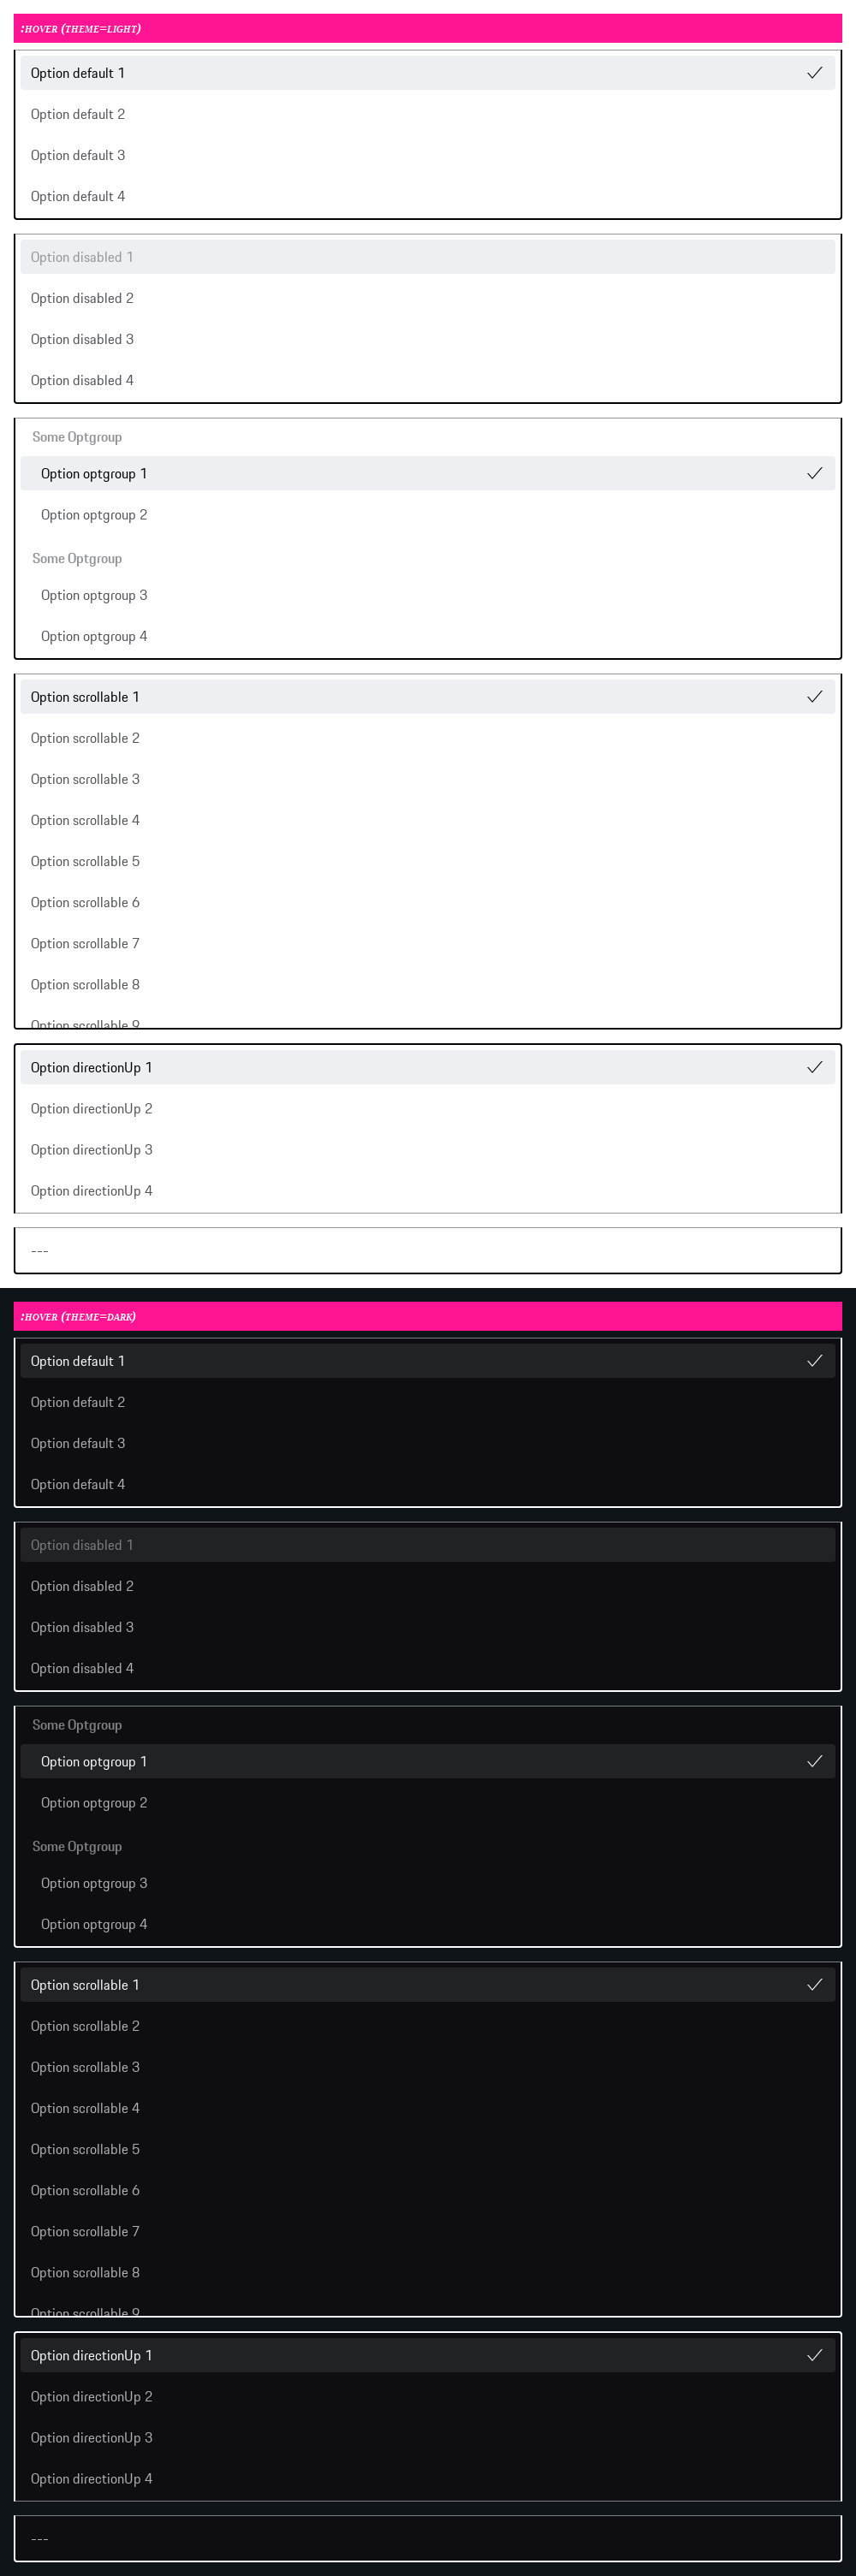 :HOVER (THEME=LIGHT)
Option default 1
Option default 2
Option default 3
Option default 4
Option disabled 1
Option disabled 2
Option disabled 3
Option disabled 4
Some Optgroup
Option optgroup 1
Option optgroup 2
Some Optgroup
Option optgroup 3
Option optgroup 4
Option scrollable 1
Option scrollable 2
Option scrollable 3
Option scrollable 4
Option scrollable 5
Option scrollable 6
Option scrollable 7
Option scrollable 8
Option scrollable 9
Option directionUp 1
Option directionUp 2
Option directionUp 3
Option directionUp 4
---
:HOVER (THEME=DARK)
Option default 1
Option default 2
Option default 3
Option default 4
Option disabled 1
Option disabled 2
Option disabled 3
Option disabled 4
Some Optgroup
Option optgroup 1
Option optgroup 2
Some Optgroup
Option optgroup 3
Option optgroup 4
Option scrollable 1
Option scrollable 2
Option scrollable 3
Option scrollable 4
Option scrollable 5
Option scrollable 6
Option scrollable 7
Option scrollable 8
Option scrollable 9
Option directionUp 1
Option directionUp 2
Option directionUp 3
Option directionUp 4
---